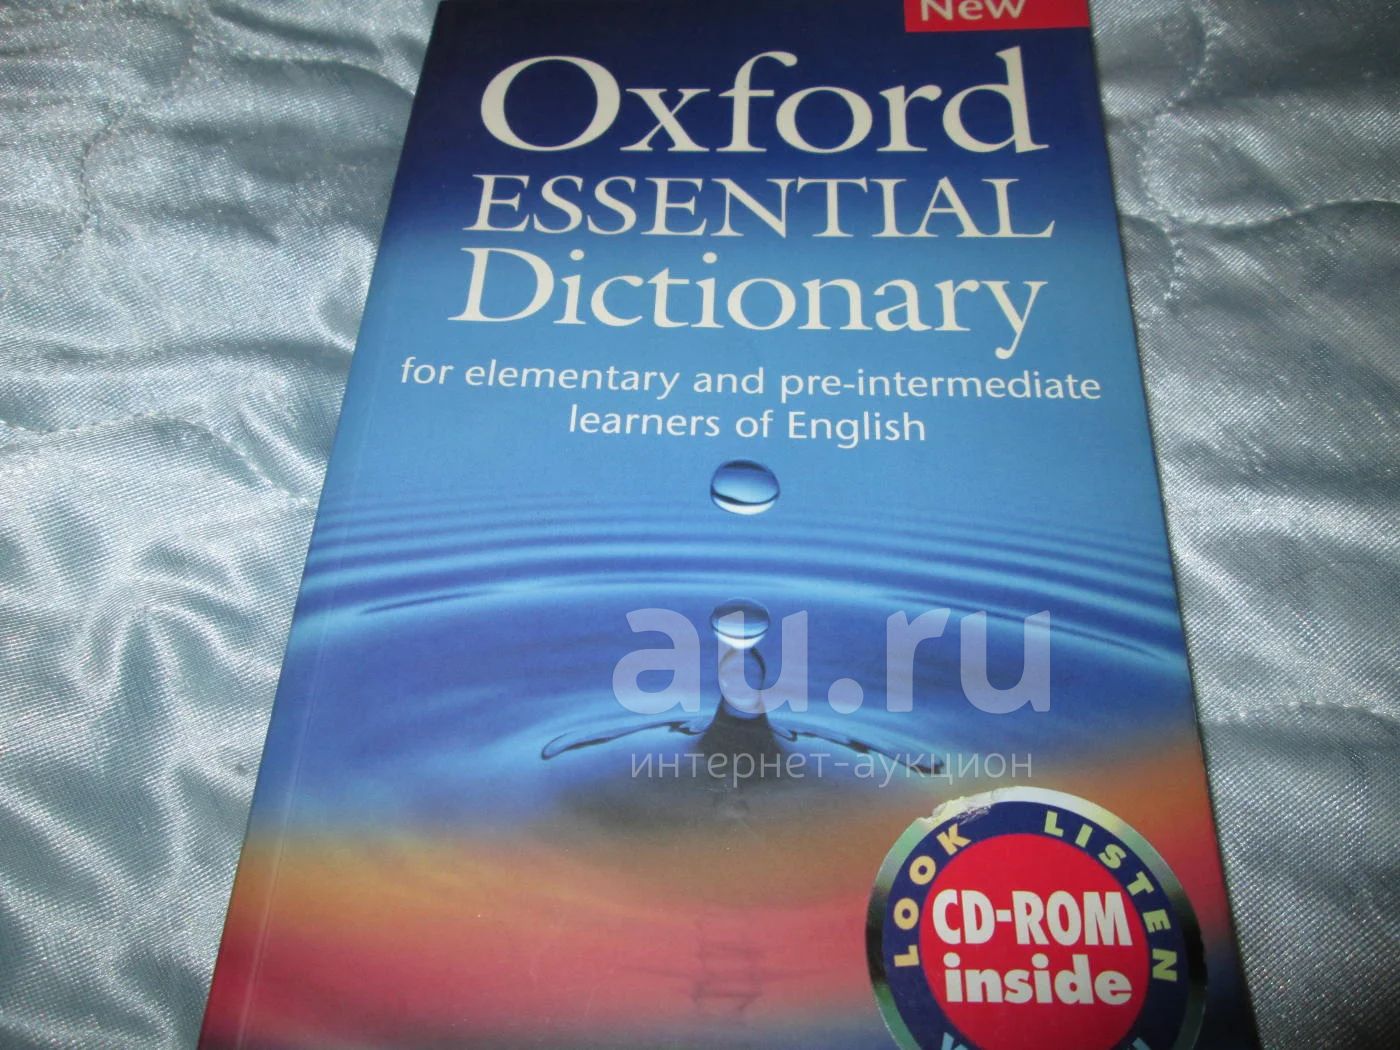 New
Oxford
ESSENTIAL
Dictionary
for elementary and pre-intermediate
learners of English
au.ru
интернет-аукцион
LOOK LISTEN
CD-ROM
inside